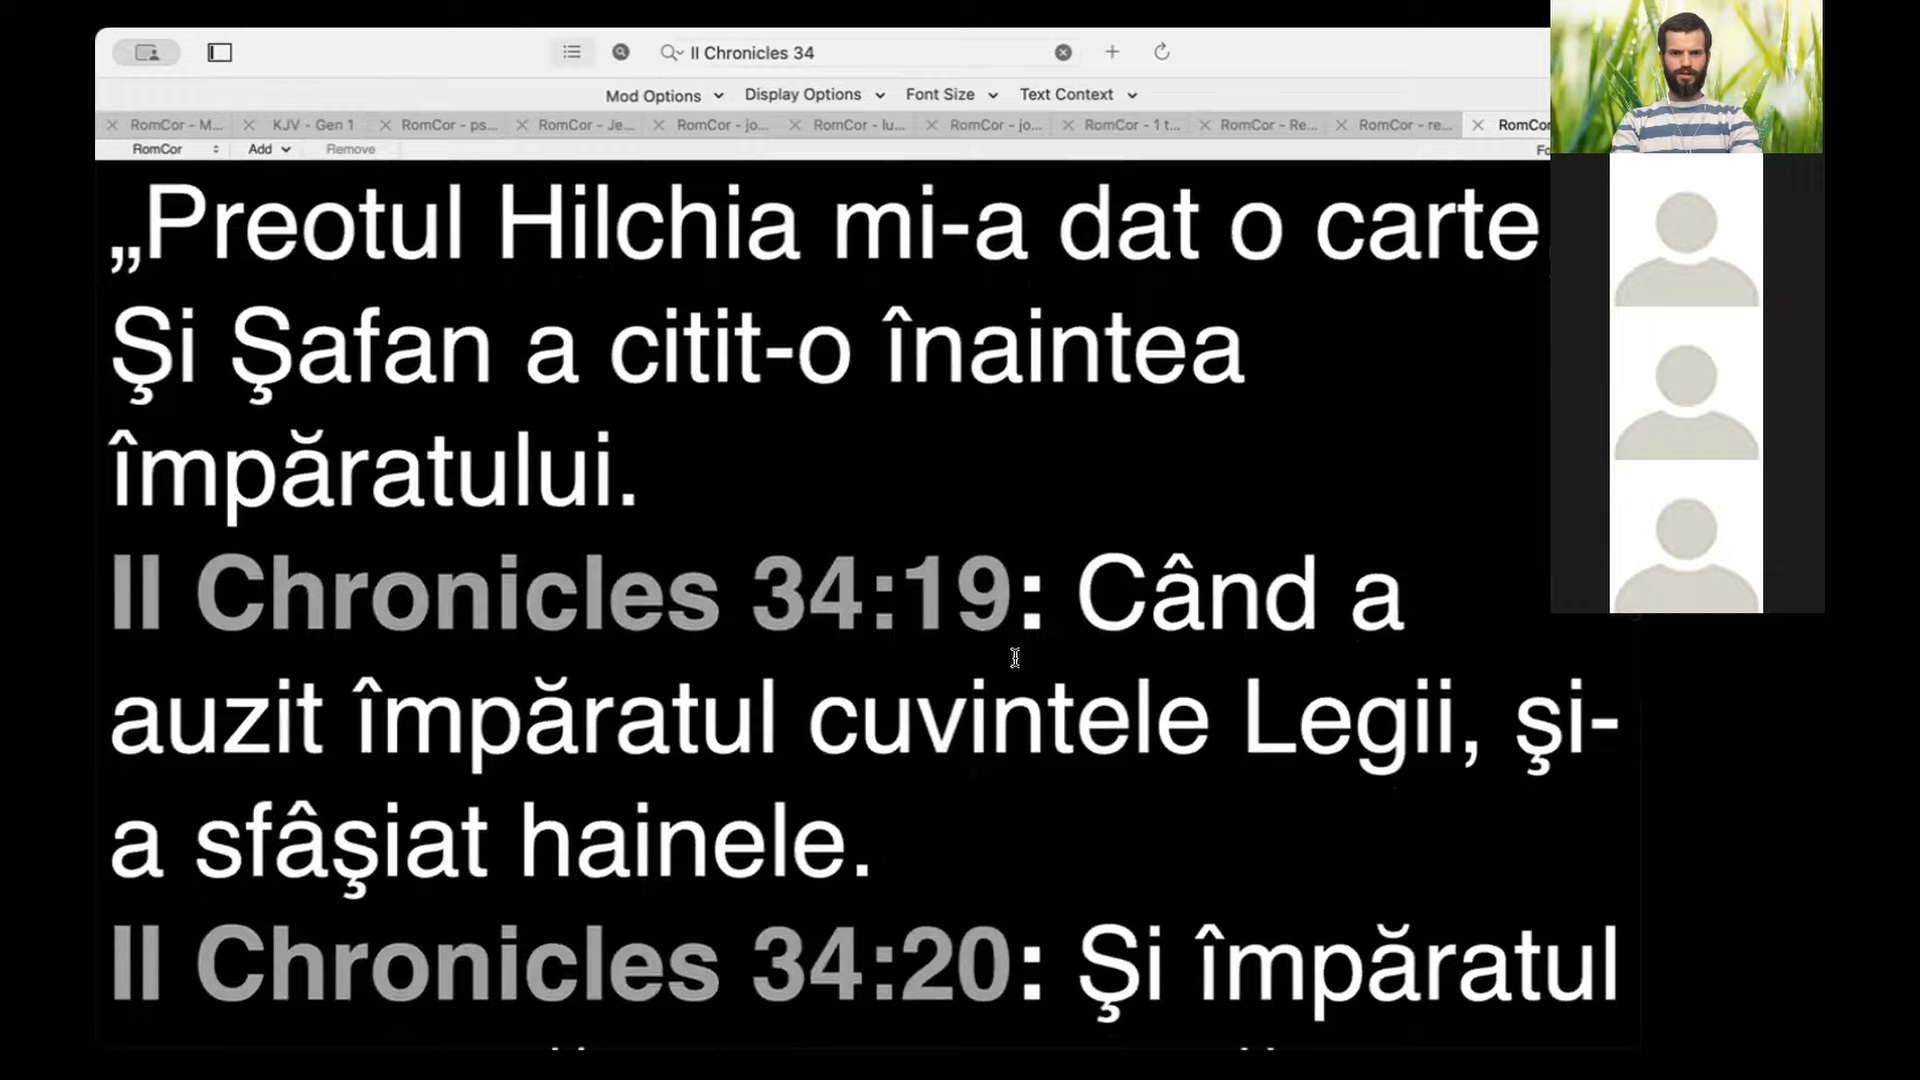 II Chronicles 34
Mod Options Display Options Font Size Text Context
RomCor - M... KJV - Gen 1 RomCor - ps... RomCor - Je... RomCor - jo... RomCor - lu... RomCor - jo... RomCor - 1 t... RomCor - Re... RomCor - re... RomCor
RomCor Add Remove
„Preotul Hilchia mi-a dat o carte
Şi Şafan a citit-o înaintea
împăratului.
II Chronicles 34:19: Când a
auzit împăratul cuvintele Legii, şi-
a sfâşiat hainele.
II Chronicles 34:20: Şi împăratul